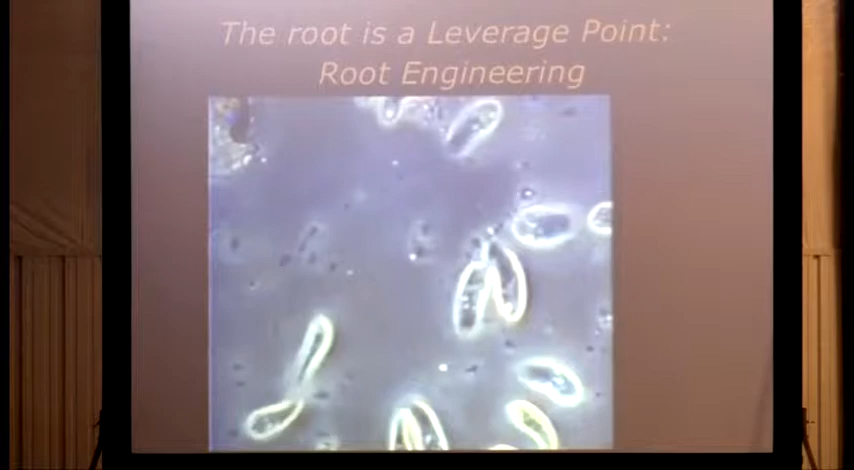 The root is a Leverage Point:
Root Engineering